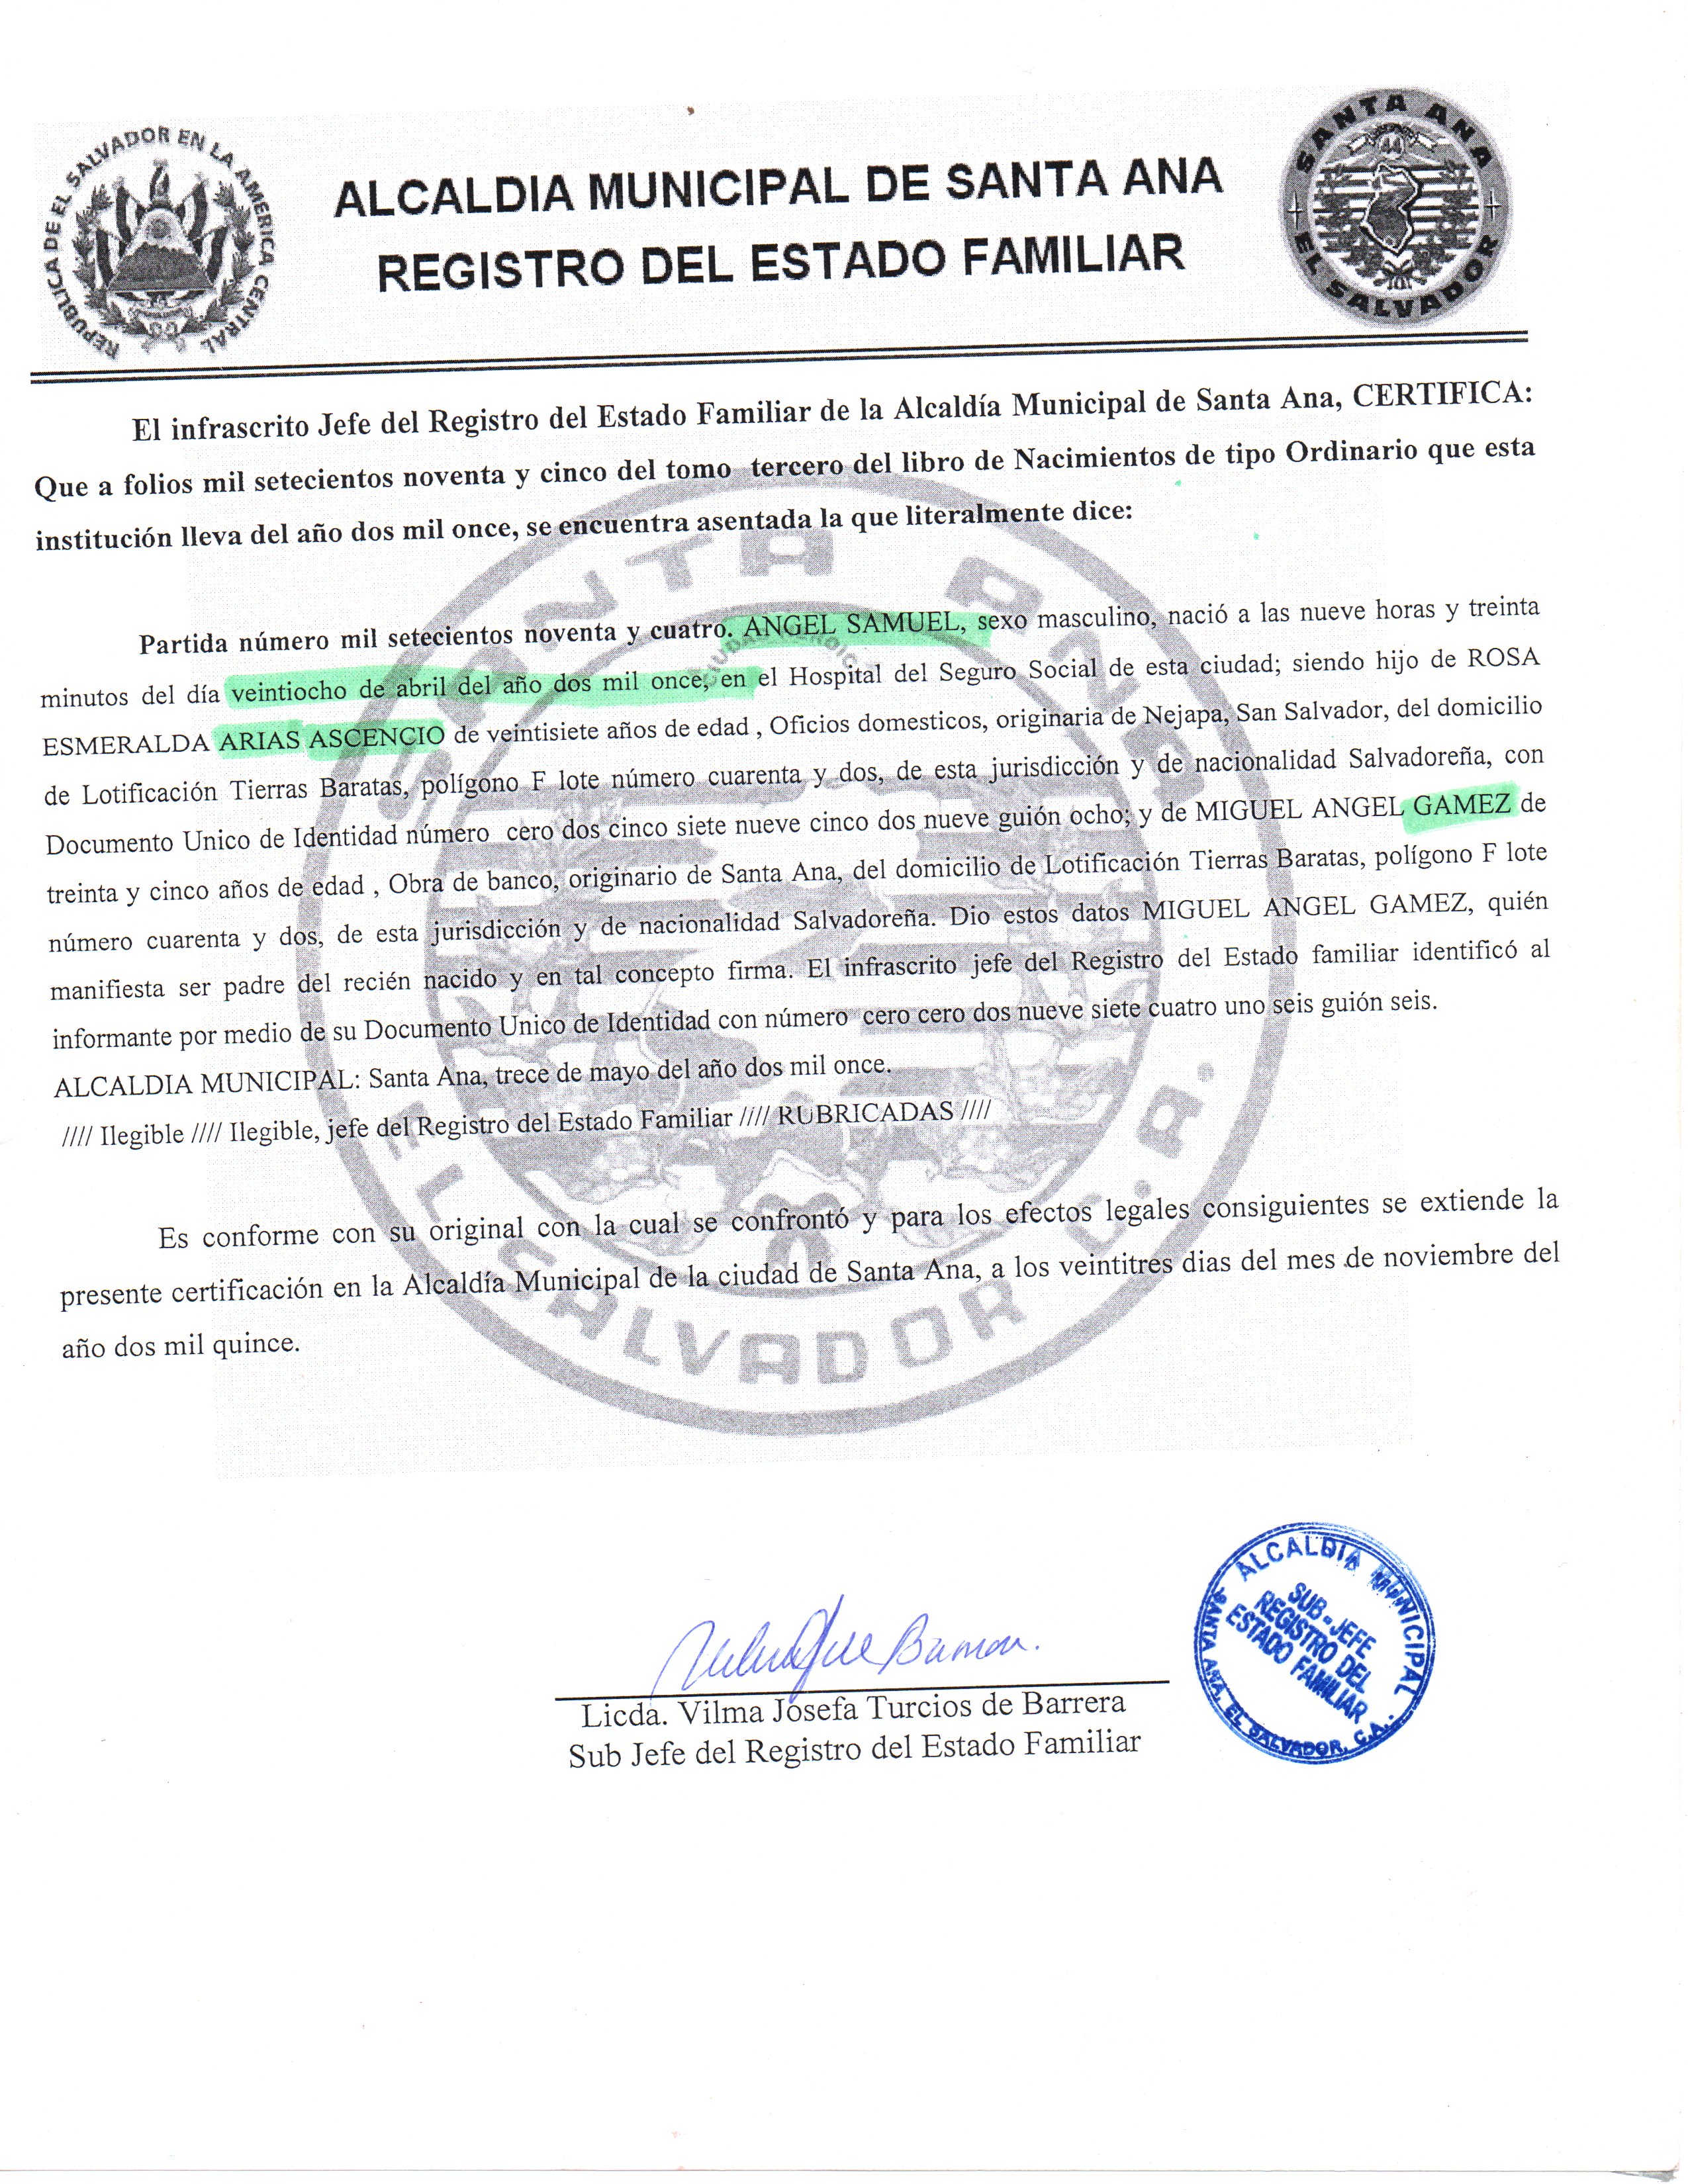 REPUBLICA DE EL SALVADOR EN LA AMERICA CENTRAL
ALCALDIA MUNICIPAL DE SANTA ANA
REGISTRO DEL ESTADO FAMILIAR
SANTA ANA
EL SALVADOR
El infrascrito Jefe del Registro del Estado Familiar de la Alcaldía Municipal de Santa Ana, CERTIFICA:
Que a folios mil setecientos noventa y cinco del tomo tercero del libro de Nacimientos de tipo Ordinario que esta
institución lleva del año dos mil once, se encuentra asentada la que literalmente dice:
Partida número mil setecientos noventa y cuatro. ANGEL SAMUEL, sexo masculino, nació a las nueve horas y treinta
minutos del día veintiocho de abril del año dos mil once, en el Hospital del Seguro Social de esta ciudad; siendo hijo de ROSA
ESMERALDA ARIAS ASCENCIO de veintisiete años de edad , Oficios domesticos, originaria de Nejapa, San Salvador, del domicilio
de Lotificación Tierras Baratas, polígono F lote número cuarenta y dos, de esta jurisdicción y de nacionalidad Salvadoreña, con
Documento Unico de Identidad número cero dos cinco siete nueve cinco dos nueve guión ocho; y de MIGUEL ANGEL GAMEZ de
treinta y cinco años de edad , Obra de banco, originario de Santa Ana, del domicilio de Lotificación Tierras Baratas, polígono F lote
número cuarenta y dos, de esta jurisdicción y de nacionalidad Salvadoreña. Dio estos datos MIGUEL ANGEL GAMEZ, quién
manifiesta ser padre del recién nacido y en tal concepto firma. El infrascrito jefe del Registro del Estado familiar identificó al
informante por medio de su Documento Unico de Identidad con número cero cero dos nueve siete cuatro uno seis guión seis.
ALCALDIA MUNICIPAL: Santa Ana, trece de mayo del año dos mil once.
//// Ilegible //// Ilegible, jefe del Registro del Estado Familiar //// RUBRICADAS ////
Es conforme con su original con la cual se confrontó y para los efectos legales consiguientes se extiende la
presente certificación en la Alcaldía Municipal de la ciudad de Santa Ana, a los veintitres dias del mes de noviembre del
año dos mil quince.
SANTA ANA
EL SALVADOR C.A.
Licda. Vilma Josefa Turcios de Barrera
Sub Jefe del Registro del Estado Familiar
ALCALDIA MUNICIPAL
SUB-JEFE
REGISTRO DEL
ESTADO FAMILIAR
SANTA ANA, EL SALVADOR, C.A.